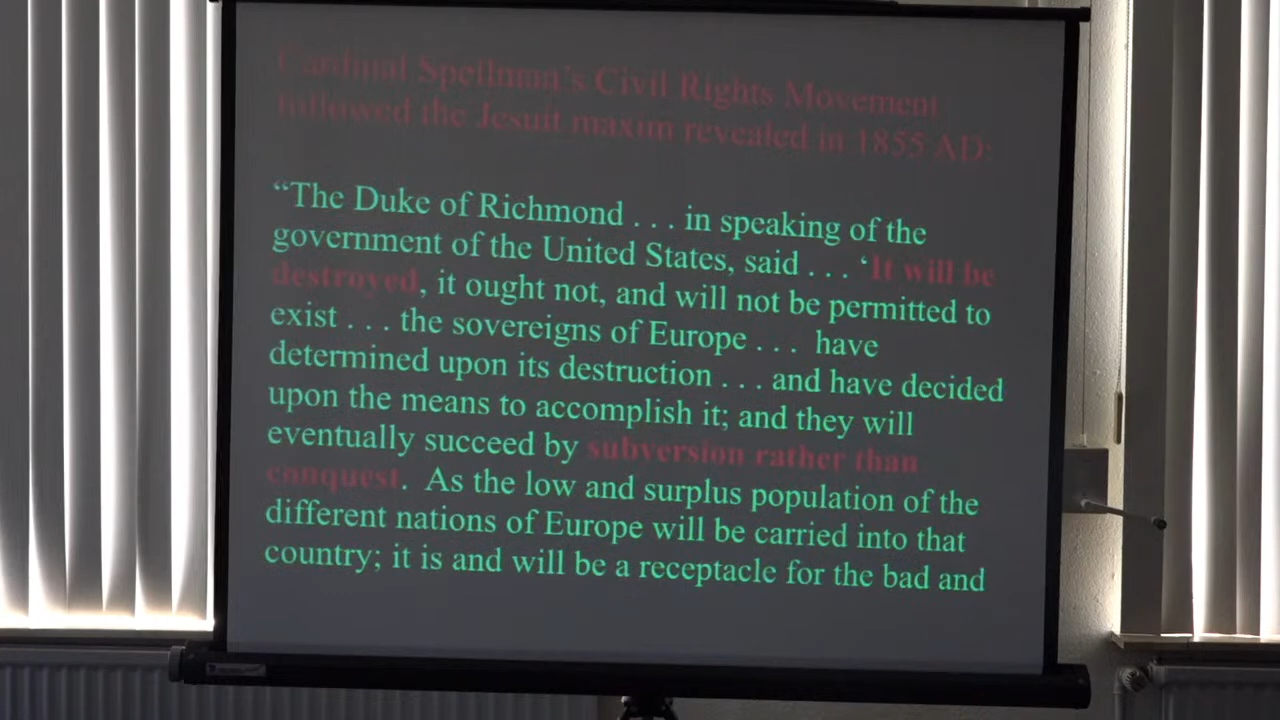 Cardinal Spellman's Civil Rights Movement
followed the Jesuit maxim revealed in 1855 AD:
“The Duke of Richmond . . . in speaking of the
government of the United States, said . . . ‘It will be
destroyed, it ought not, and will not be permitted to
exist . . . the sovereigns of Europe . . . have
determined upon its destruction . . . and have decided
upon the means to accomplish it; and they will
eventually succeed by subversion rather than
conquest. As the low and surplus population of the
different nations of Europe will be carried into that
country; it is and will be a receptacle for the bad and